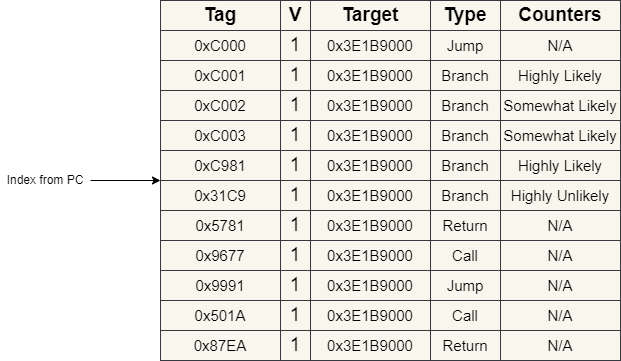 Tag V Target Type Counters
0xC000 1 0x3E1B9000 Jump N/A
0xC001 1 0x3E1B9000 Branch Highly Likely
0xC002 1 0x3E1B9000 Branch Somewhat Likely
0xC003 1 0x3E1B9000 Branch Somewhat Likely
0xC981 1 0x3E1B9000 Branch Highly Likely
Index from PC
0x31C9 1 0x3E1B9000 Branch Highly Unlikely
0x5781 1 0x3E1B9000 Return N/A
0x9677 1 0x3E1B9000 Call N/A
0x9991 1 0x3E1B9000 Jump N/A
0x501A 1 0x3E1B9000 Call N/A
0x87EA 1 0x3E1B9000 Return N/A